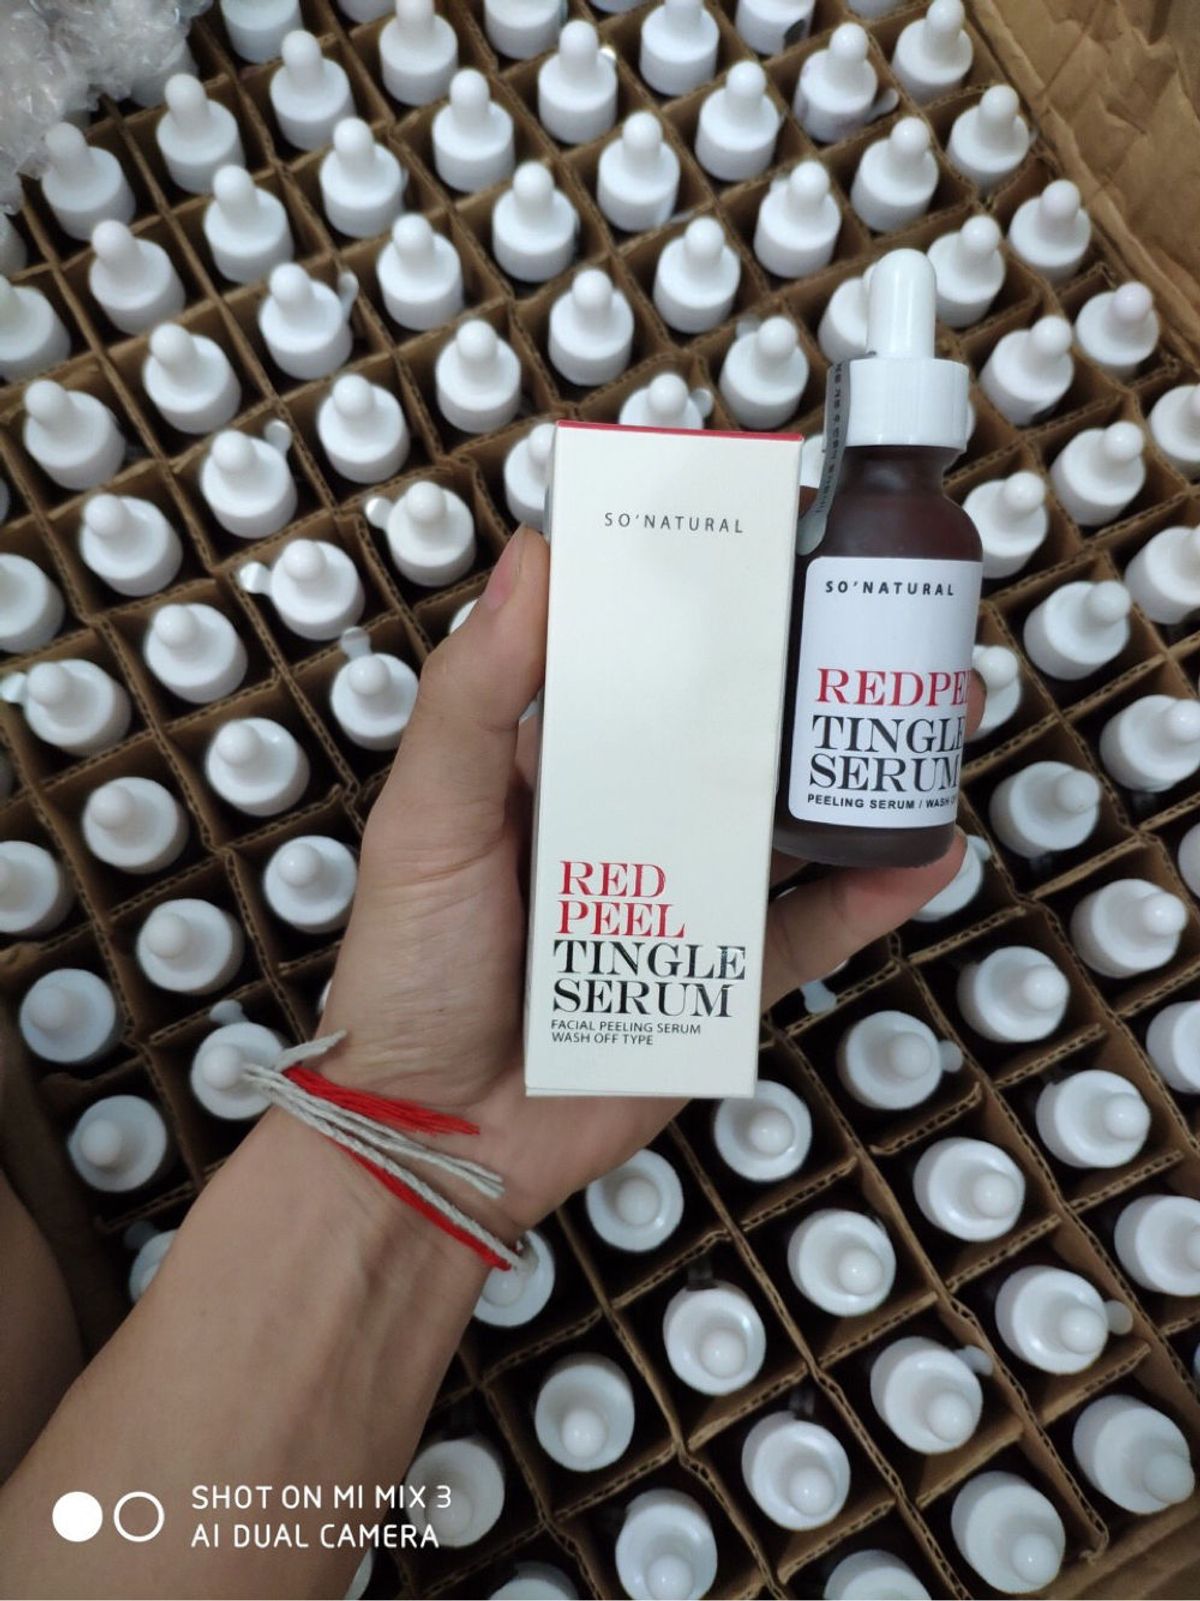 SO'NATURAL
RED
PEEL
TINGLE
SERUM
FACIAL PEELING SERUM
WASH OFF TYPE
SO'NATURAL
REDPE
TINGLE
SERUM
PEELING SERUM / WASH O
SHOT ON MI MIX 3
AI DUAL CAMERA